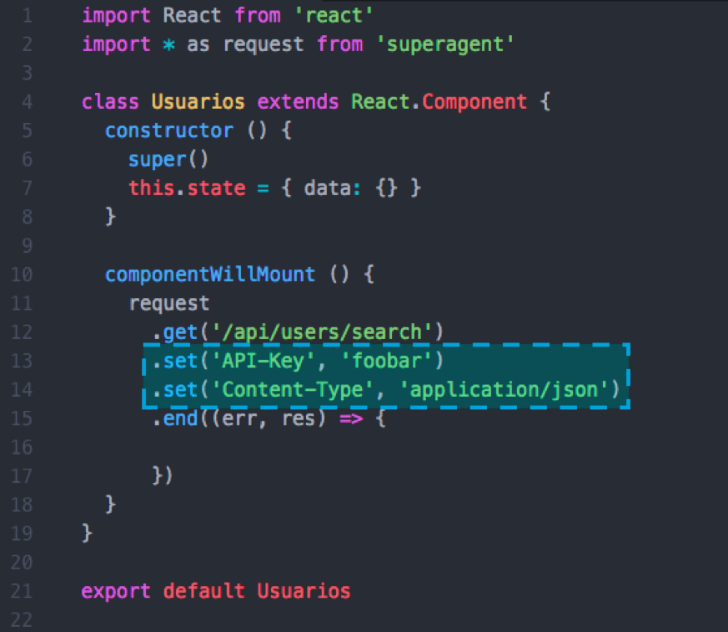 1 import React from 'react'
2 import * as request from 'superagent'
3
4 class Usuarios extends React.Component {
5   constructor () {
6     super()
7     this.state = { data: {} }
8   }
9
10   componentWillMount () {
11     request
12       .get('/api/users/search')
13       .set('API-Key', 'foobar')
14       .set('Content-Type', 'application/json')
15       .end((err, res) => {
16
17       })
18   }
19 }
20
21 export default Usuarios
22